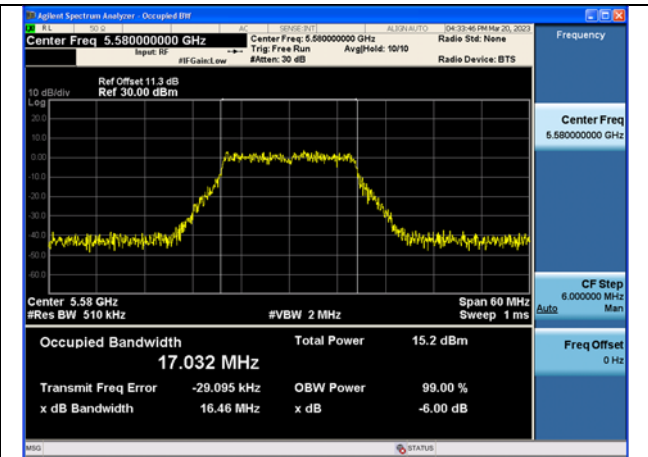 Agilent Spectrum Analyzer - Occupied BW
RL 50 Ω AC SENSE:INT ALIGNAUTO 04:33:46 PM Mar 20, 2023
Center Freq 5.580000000 GHz
Center Freq: 5.580000000 GHz
Radio Std: None
Input: RF
Trig: Free Run Avg|Hold: 10/10
#IFGain:Low
#Atten: 30 dB
Radio Device: BTS
Ref Offset 11.3 dB
10 dB/div Ref 30.00 dBm
Log
20.0
10.0
0.00
-10.0
-20.0
-30.0
-40.0
-50.0
-60.0
Center 5.58 GHz Span 60 MHz
#Res BW 510 kHz #VBW 2 MHz Sweep 1 ms
Occupied Bandwidth Total Power 15.2 dBm
17.032 MHz
Transmit Freq Error -29.095 kHz OBW Power 99.00 %
x dB Bandwidth 16.46 MHz x dB -6.00 dB
MSG STATUS
Frequency
Center Freq
5.580000000 GHz
CF Step
6.000000 MHz
Auto Man
Freq Offset
0 Hz